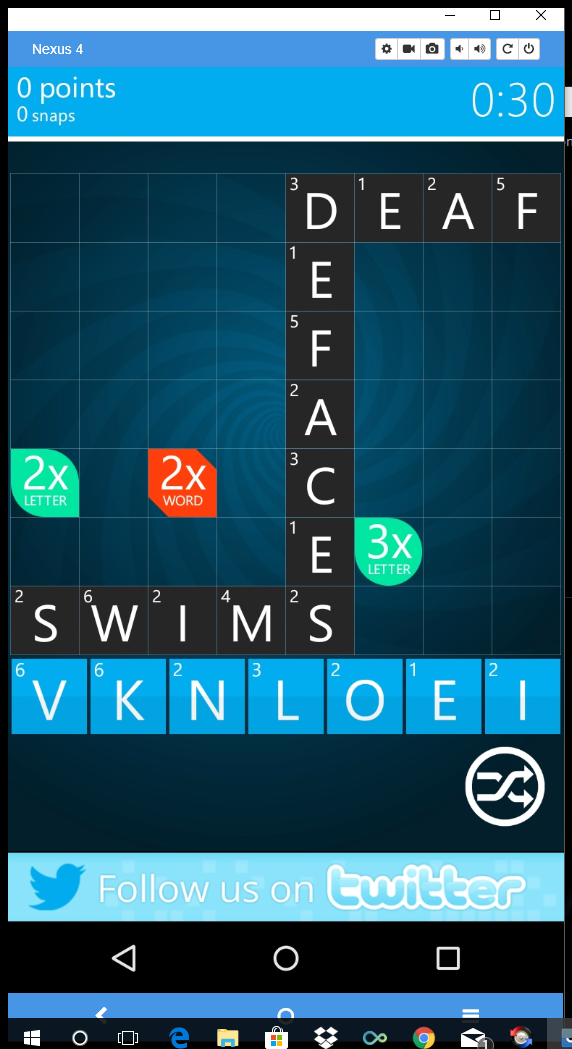 Nexus 4
0 points
0:30
0 snaps
3 D 1 E 2 A 5 F
1 E
5 F
2 A
2x LETTER 2x WORD 3 C
1 E 3x LETTER
2 S 6 W 2 I 4 M 2 S
6 V 6 K 2 N 3 L 2 O 1 E 2 I
Follow us on twitter
1